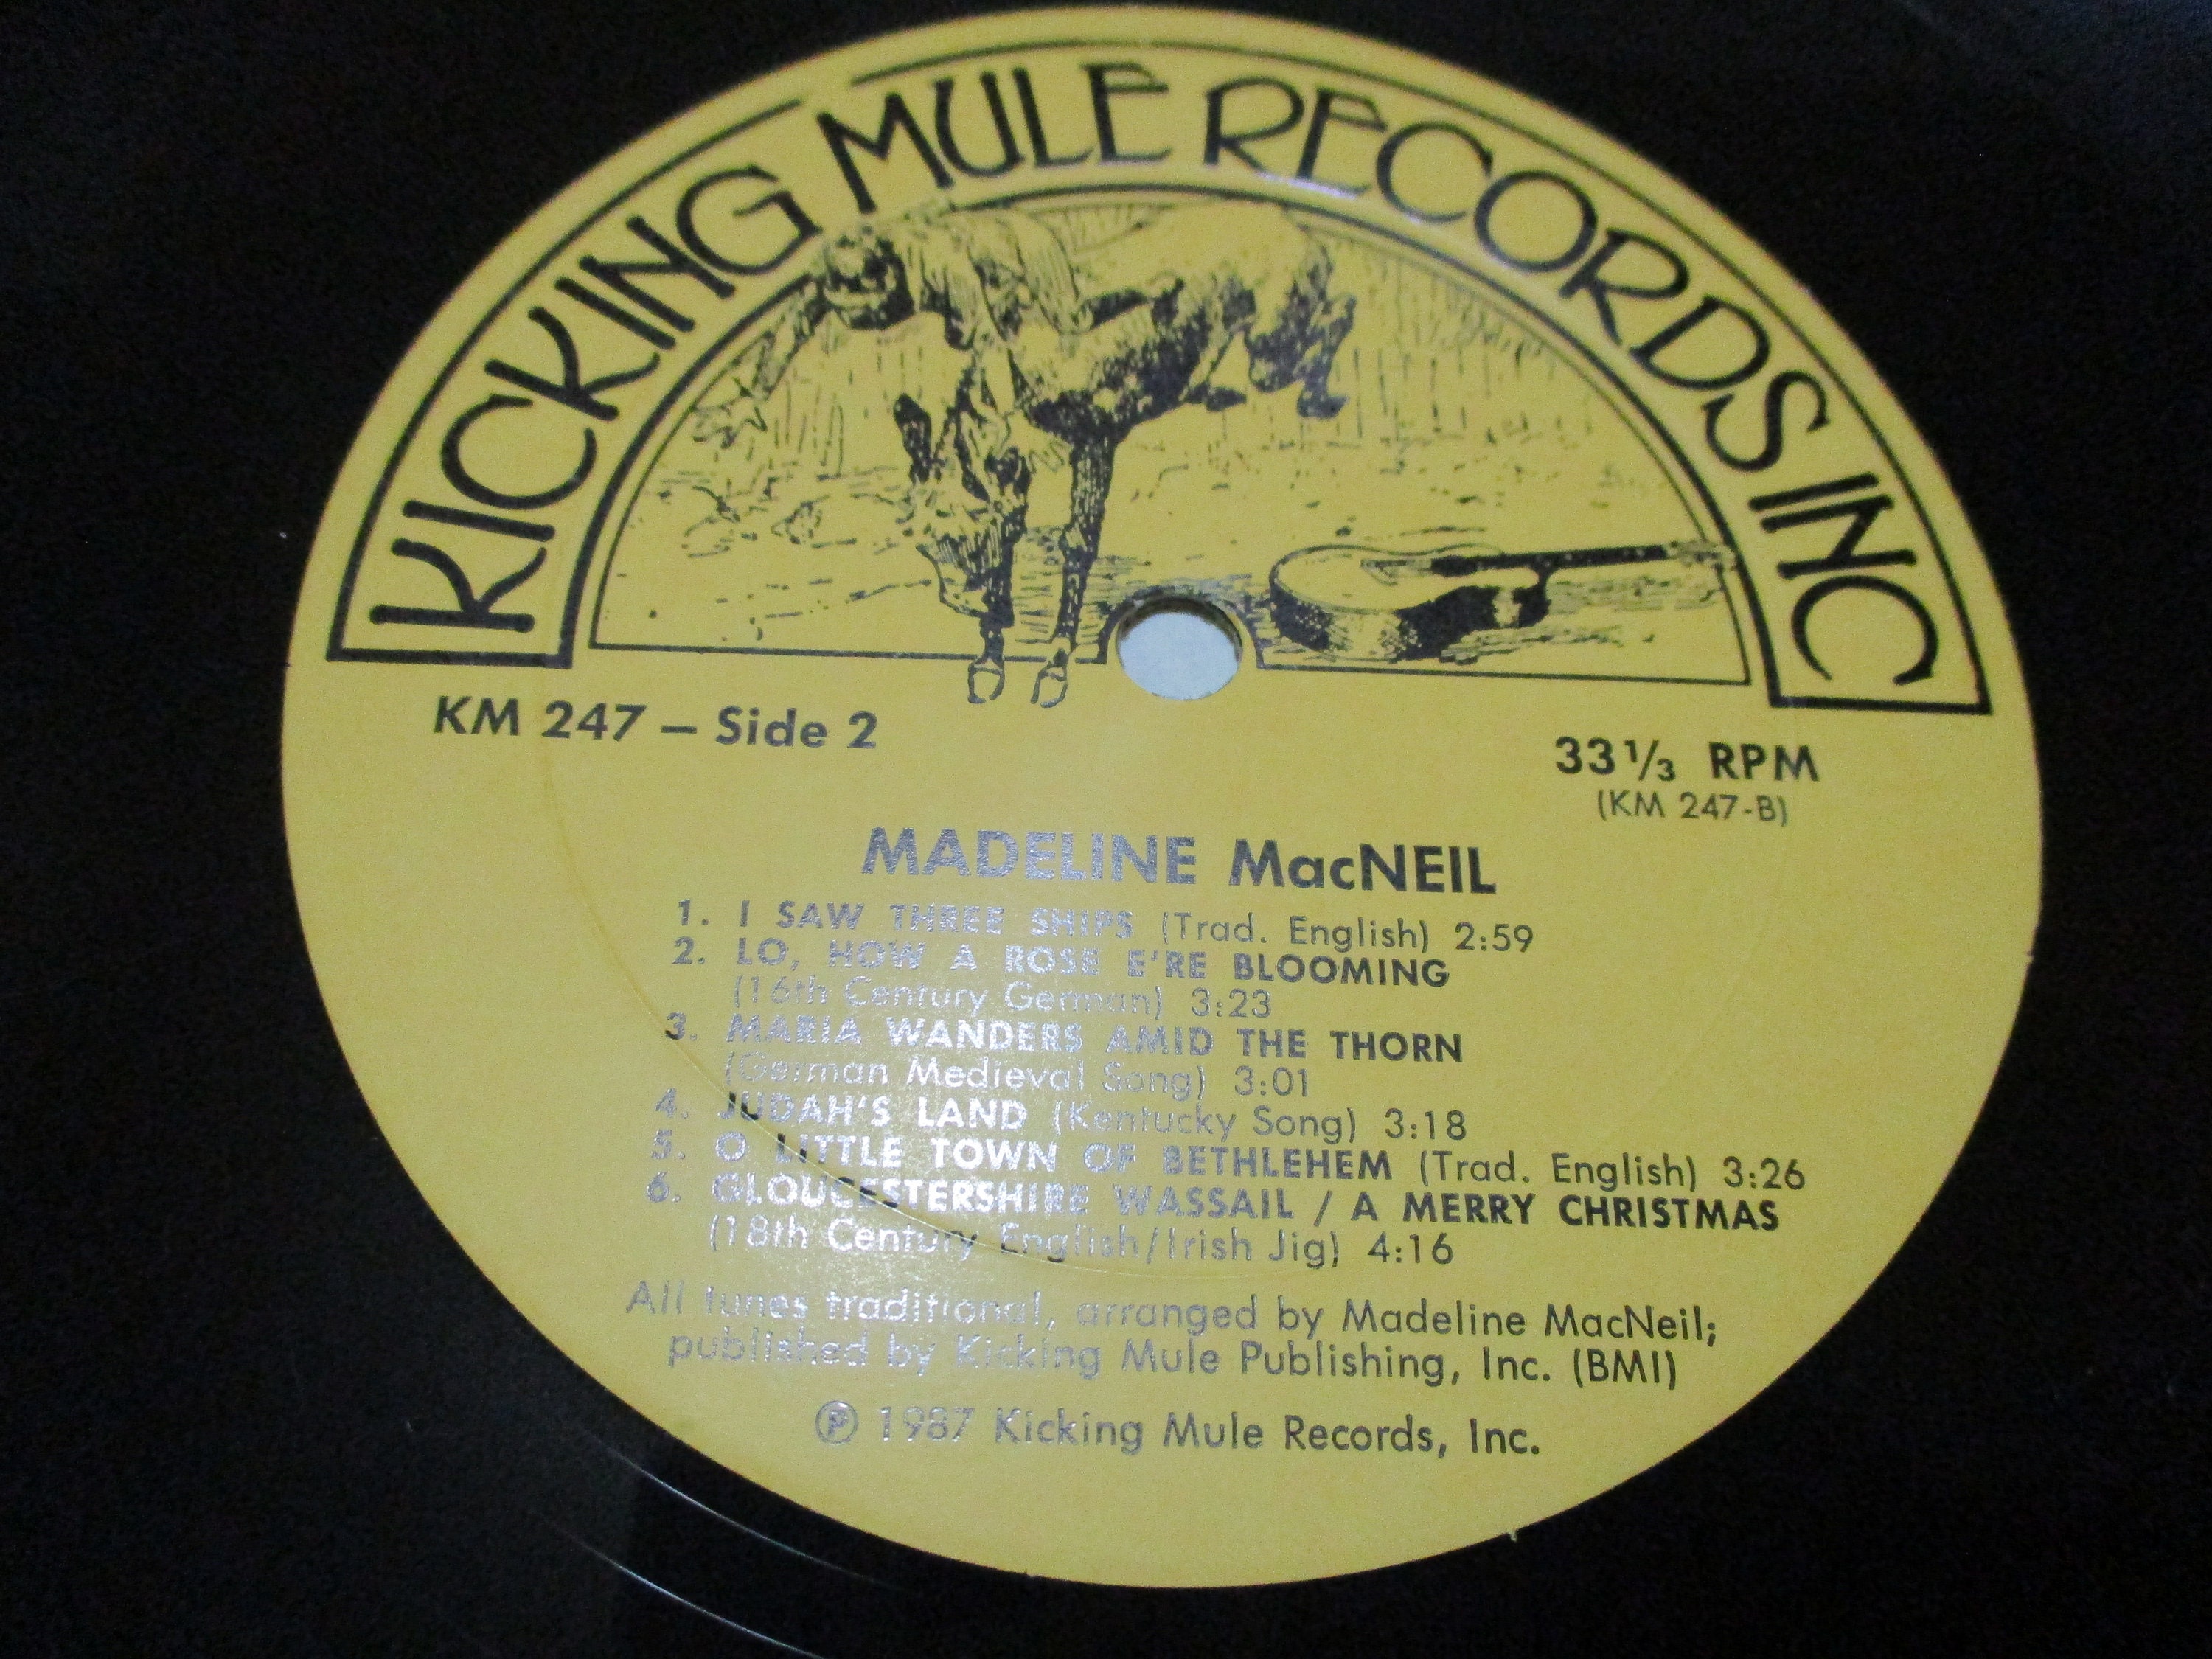 KICKING MULE RECORDS INC
KM 247 – Side 2
33⅓ RPM
(KM 247-B)
MADELINE MacNEIL
1. I SAW THREE SHIPS (Trad. English) 2:59
2. LO, HOW A ROSE E'RE BLOOMING
(16th Century German) 3:23
3. MARIA WANDERS AMID THE THORN
(German Medieval Song) 3:01
4. JUDAH'S LAND (Kentucky Song) 3:18
5. O LITTLE TOWN OF BETHLEHEM (Trad. English) 3:26
6. GLOUCESTERSHIRE WASSAIL / A MERRY CHRISTMAS
(18th Century English/Irish Jig) 4:16
All tunes traditional, arranged by Madeline MacNeil;
published by Kicking Mule Publishing, Inc. (BMI)
℗ 1987 Kicking Mule Records, Inc.